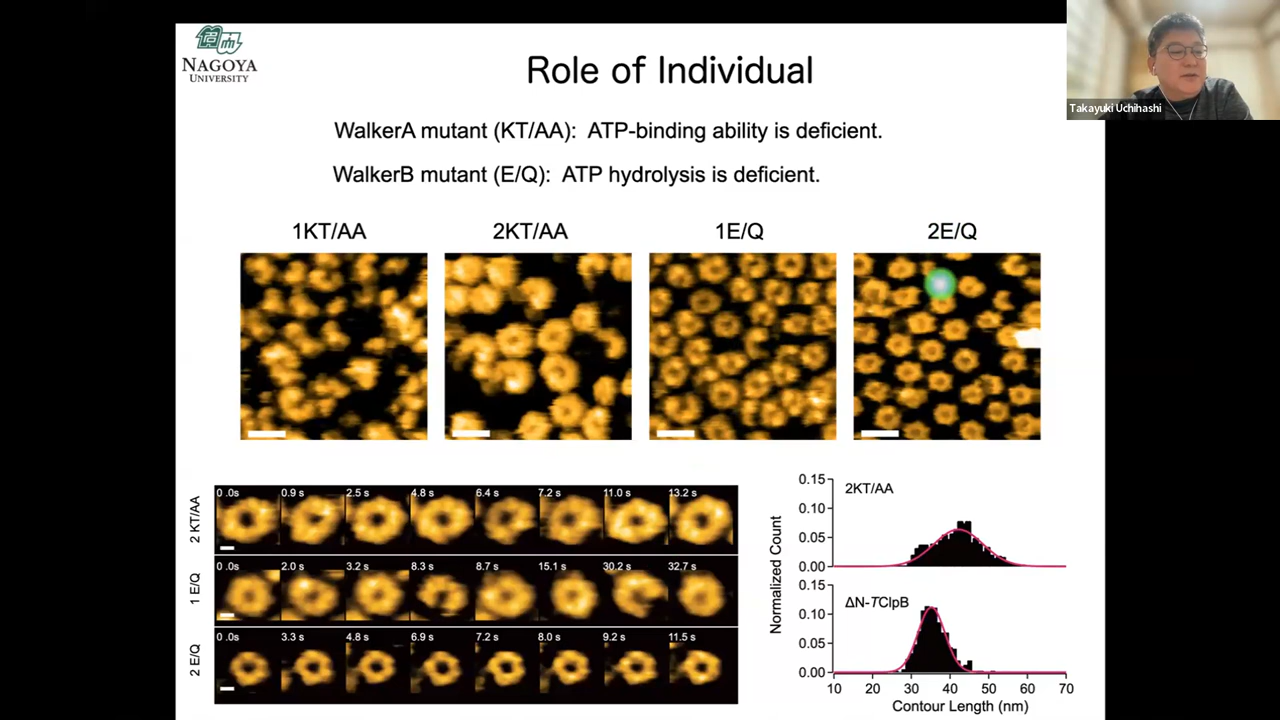 NAGOYA
UNIVERSITY
Role of Individual
Takayuki Uchihashi
WalkerA mutant (KT/AA): ATP-binding ability is deficient.
WalkerB mutant (E/Q): ATP hydrolysis is deficient.
1KT/AA 2KT/AA 1E/Q 2E/Q
2 KT/AA
0 .0s 0.9 s 2.5 s 4.8 s 6.4 s 7.2 s 11.0 s 13.2 s
1 E/Q
0 .0s 2.0 s 3.2 s 8.3 s 8.7 s 15.1 s 30.2 s 32.7 s
2 E/Q
0 .0s 3.3 s 4.8 s 6.9 s 7.2 s 8.0 s 9.2 s 11.5 s
Normalized Count
0.15
2KT/AA
0.10
0.05
0.00
0.15
ΔN-TClpB
0.10
0.05
0.00
10 20 30 40 50 60 70
Contour Length (nm)